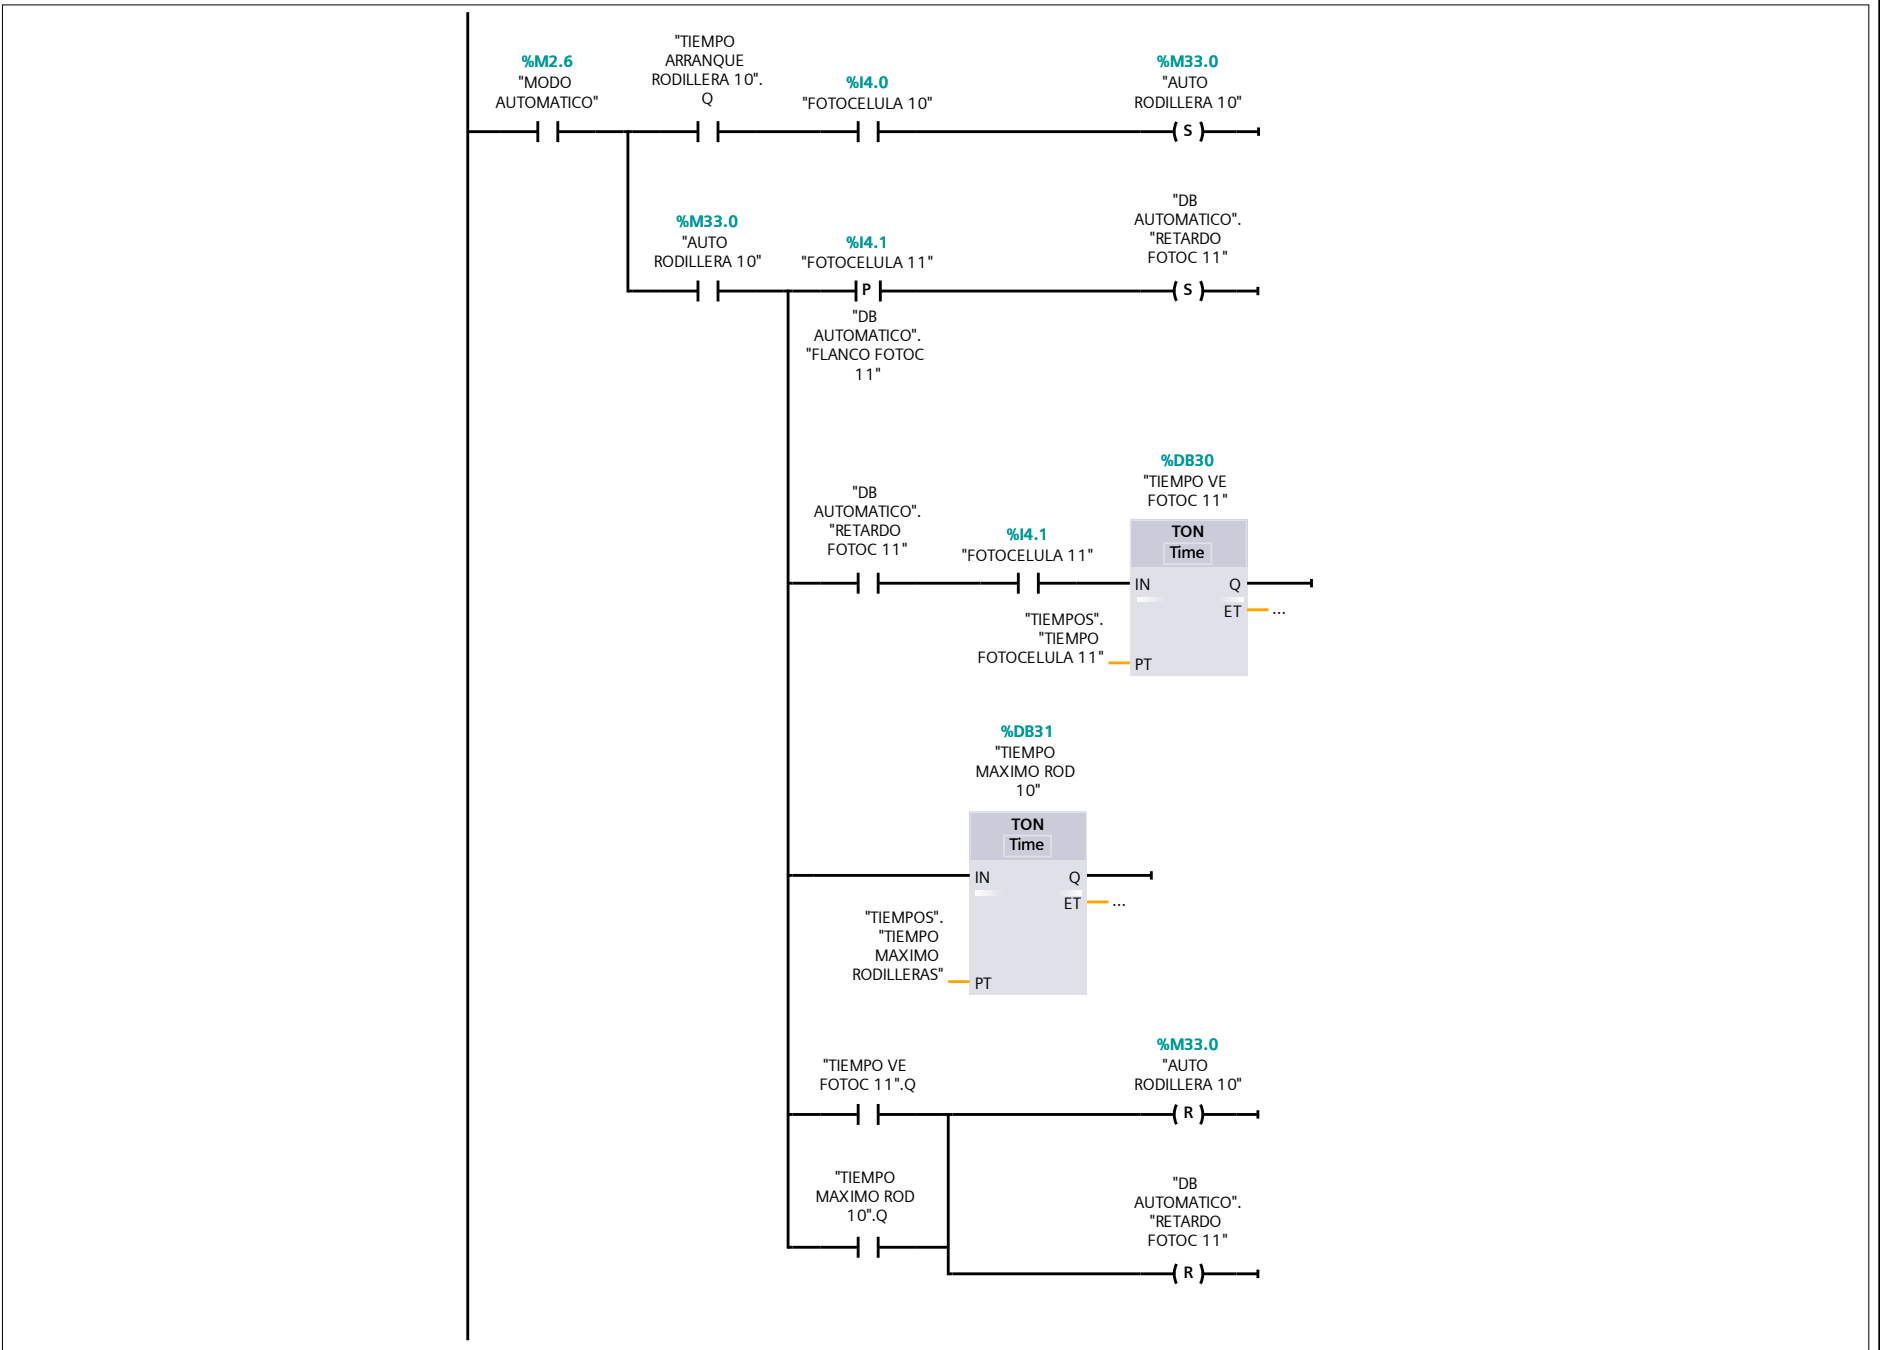 %M2.6
"MODO
AUTOMATICO"
"TIEMPO
ARRANQUE
RODILLERA 10".
Q
%I4.0
"FOTOCELULA 10"
%M33.0
"AUTO
RODILLERA 10"
( S )
%M33.0
"AUTO
RODILLERA 10"
%I4.1
"FOTOCELULA 11"
P
"DB
AUTOMATICO".
"FLANCO FOTOC
11"
"DB
AUTOMATICO".
"RETARDO
FOTOC 11"
( S )
"DB
AUTOMATICO".
"RETARDO
FOTOC 11"
%I4.1
"FOTOCELULA 11"
%DB30
"TIEMPO VE
FOTOC 11"
TON
Time
IN Q
ET ...
"TIEMPOS".
"TIEMPO
FOTOCELULA 11"
PT
%DB31
"TIEMPO
MAXIMO ROD
10"
TON
Time
IN Q
ET ...
"TIEMPOS".
"TIEMPO
MAXIMO
RODILLERAS"
PT
"TIEMPO VE
FOTOC 11".Q
%M33.0
"AUTO
RODILLERA 10"
( R )
"TIEMPO
MAXIMO ROD
10".Q
"DB
AUTOMATICO".
"RETARDO
FOTOC 11"
( R )